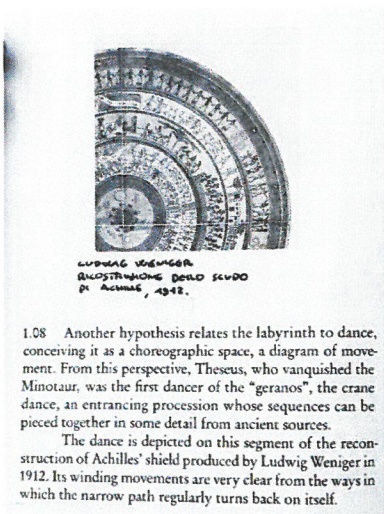 LUDWIG WENIGER
RICOSTRUZIONE DELLO SCUDO
DI ACHILLE, 1912.
1.08 Another hypothesis relates the labyrinth to dance,
conceiving it as a choreographic space, a diagram of move-
ment. From this perspective, Theseus, who vanquished the
Minotaur, was the first dancer of the “geranos”, the crane
dance, an entrancing procession whose sequences can be
pieced together in some detail from ancient sources.
The dance is depicted on this segment of the recon-
struction of Achilles’ shield produced by Ludwig Weniger in
1912. Its winding movements are very clear from the ways in
which the narrow path regularly turns back on itself.